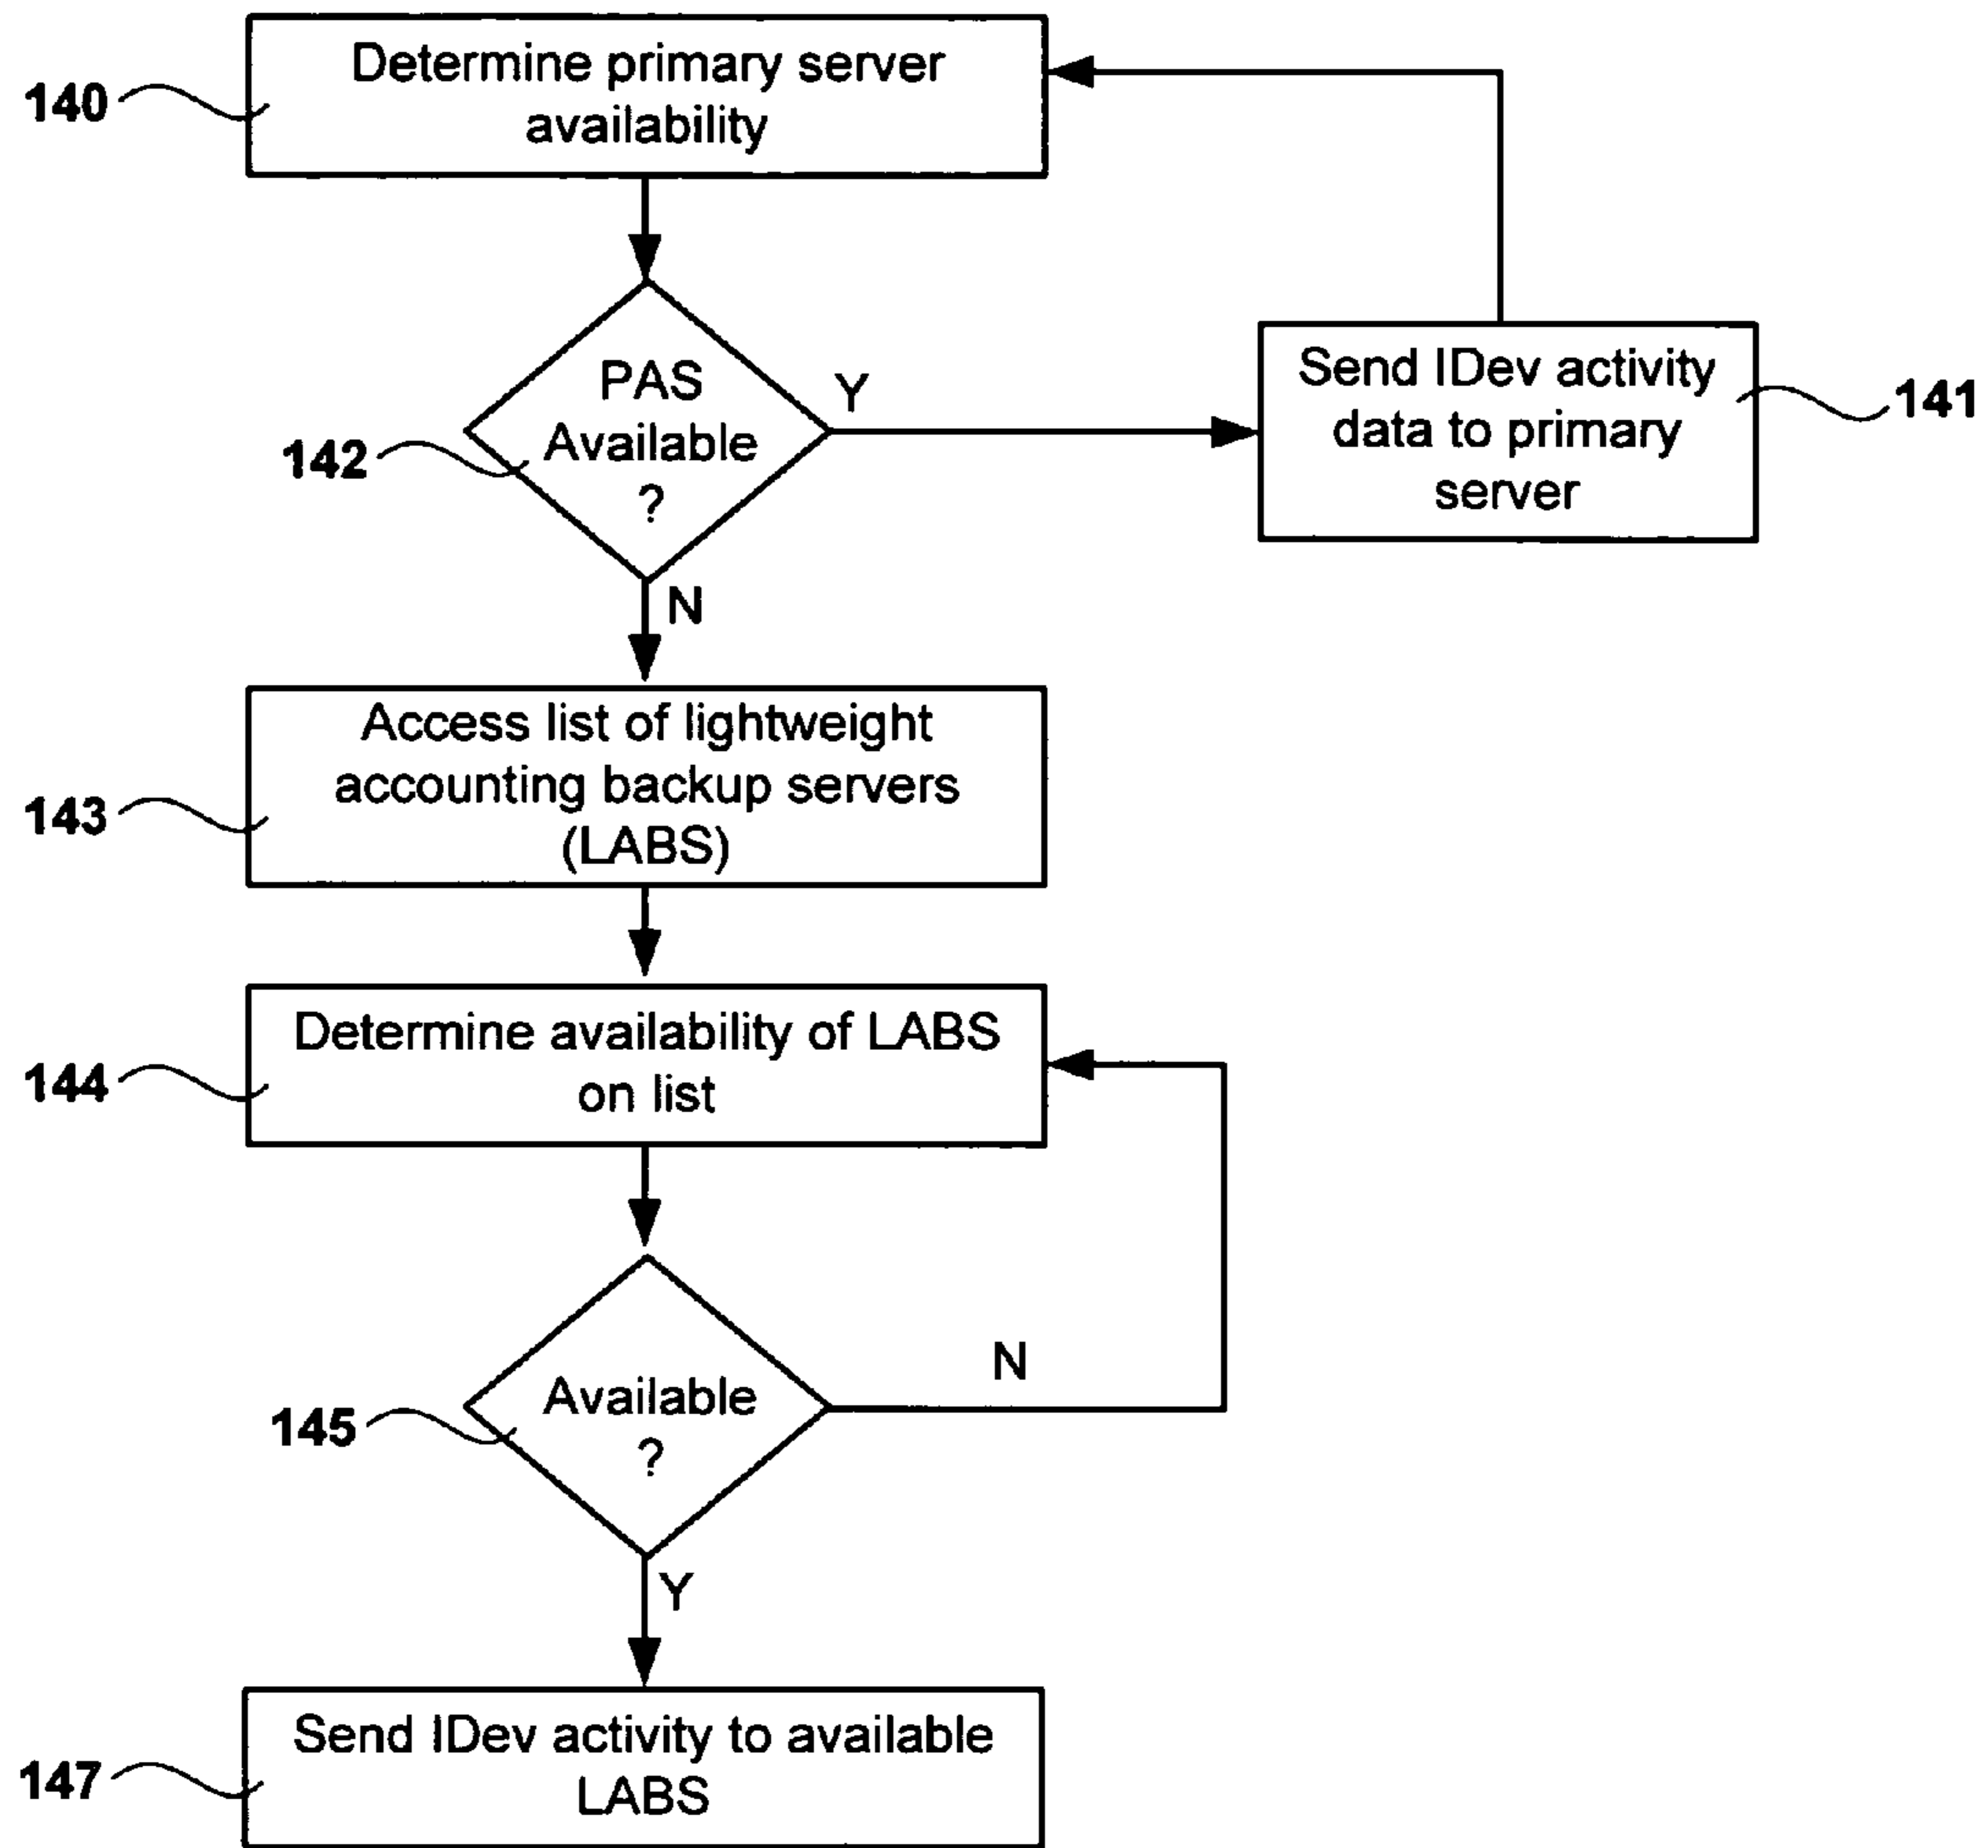 Determine primary server
availability
140
PAS
Available
?
142
Y
Send IDev activity
data to primary
server
141
N
Access list of lightweight
accounting backup servers
(LABS)
143
Determine availability of LABS
on list
144
Available
?
145
N
Y
Send IDev activity to available
LABS
147